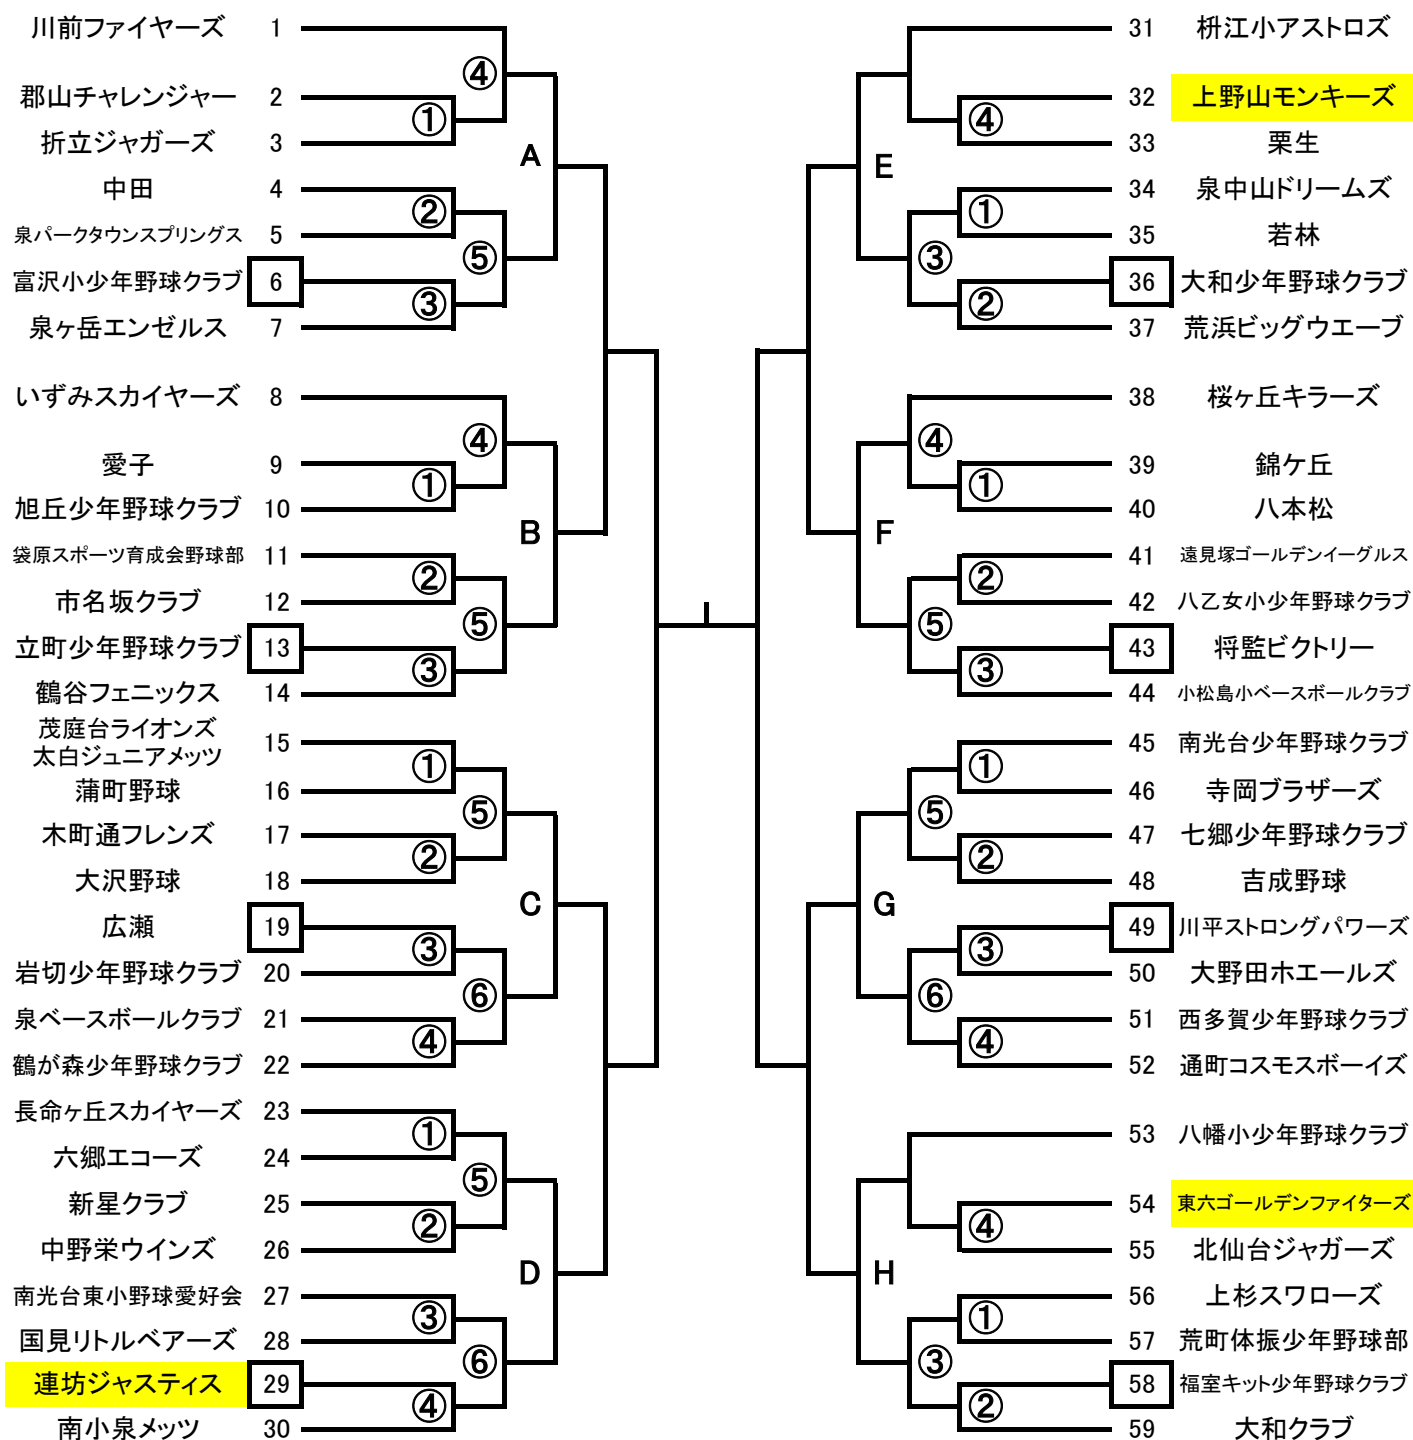 川前ファイヤーズ 1
④
郡山チャレンジャー 2
①
折立ジャガーズ 3
A
中田 4
②
泉パークタウンスプリングス 5
⑤
富沢小少年野球クラブ 6
③
泉ヶ岳エンゼルス 7
いずみスカイヤーズ 8
④
愛子 9
①
旭丘少年野球クラブ 10
B
袋原スポーツ育成会野球部 11
②
市名坂クラブ 12
⑤
立町少年野球クラブ 13
③
鶴谷フェニックス 14
茂庭台ライオンズ
太白ジュニアメッツ 15
①
蒲町野球 16
⑤
木町通フレンズ 17
②
大沢野球 18
C
広瀬 19
③
岩切少年野球クラブ 20
⑥
泉ベースボールクラブ 21
④
鶴が森少年野球クラブ 22
長命ヶ丘スカイヤーズ 23
①
六郷エコーズ 24
⑤
新星クラブ 25
②
中野栄ウインズ 26
D
南光台東小野球愛好会 27
③
国見リトルベアーズ 28
⑥
連坊ジャスティス 29
④
南小泉メッツ 30
31 枡江小アストロズ
32 上野山モンキーズ
④
33 栗生
E
34 泉中山ドリームズ
①
35 若林
③
36 大和少年野球クラブ
②
37 荒浜ビッグウエーブ
38 桜ヶ丘キラーズ
④
39 錦ケ丘
①
40 八本松
F
41 遠見塚ゴールデンイーグルス
②
42 八乙女小少年野球クラブ
⑤
43 将監ビクトリー
③
44 小松島小ベースボールクラブ
45 南光台少年野球クラブ
①
46 寺岡ブラザーズ
⑤
47 七郷少年野球クラブ
②
48 吉成野球
G
49 川平ストロングパワーズ
③
50 大野田ホエールズ
⑥
51 西多賀少年野球クラブ
④
52 通町コスモスボーイズ
53 八幡小少年野球クラブ
54 東六ゴールデンファイターズ
④
55 北仙台ジャガーズ
H
56 上杉スワローズ
①
57 荒町体振少年野球部
③
58 福室キット少年野球クラブ
②
59 大和クラブ